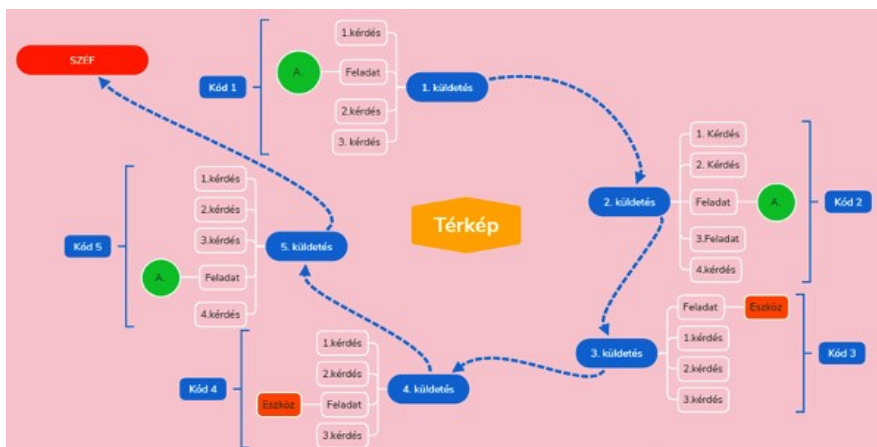 SZÉF
Kód 1
A.
1.kérdés
Feladat
2.kérdés
3. kérdés
1. küldetés
2. küldetés
1. Kérdés
2. Kérdés
Feladat
3.Feladat
4.kérdés
A.
Kód 2
Térkép
3. küldetés
Feladat
Eszköz
1.kérdés
2.kérdés
3.kérdés
Kód 3
4. küldetés
1.kérdés
2.kérdés
Feladat
3.kérdés
Eszköz
Kód 4
5. küldetés
1.kérdés
2.kérdés
3.kérdés
Feladat
4.kérdés
A.
Kód 5